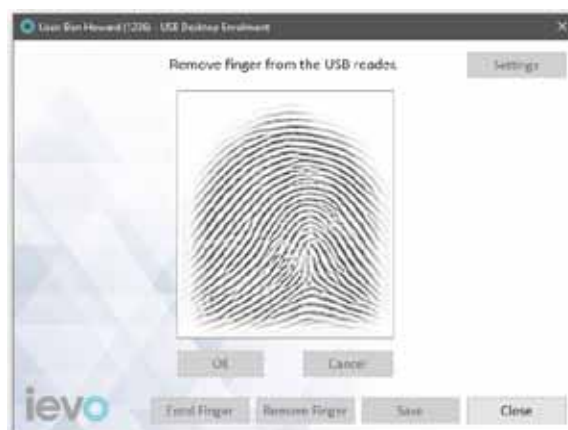 User: Ben Howard (1236) - USB Desktop Enrolment
Remove finger from the USB reader.
Settings
OK
Cancel
ievo
Enrol Finger
Remove Finger
Save
Close